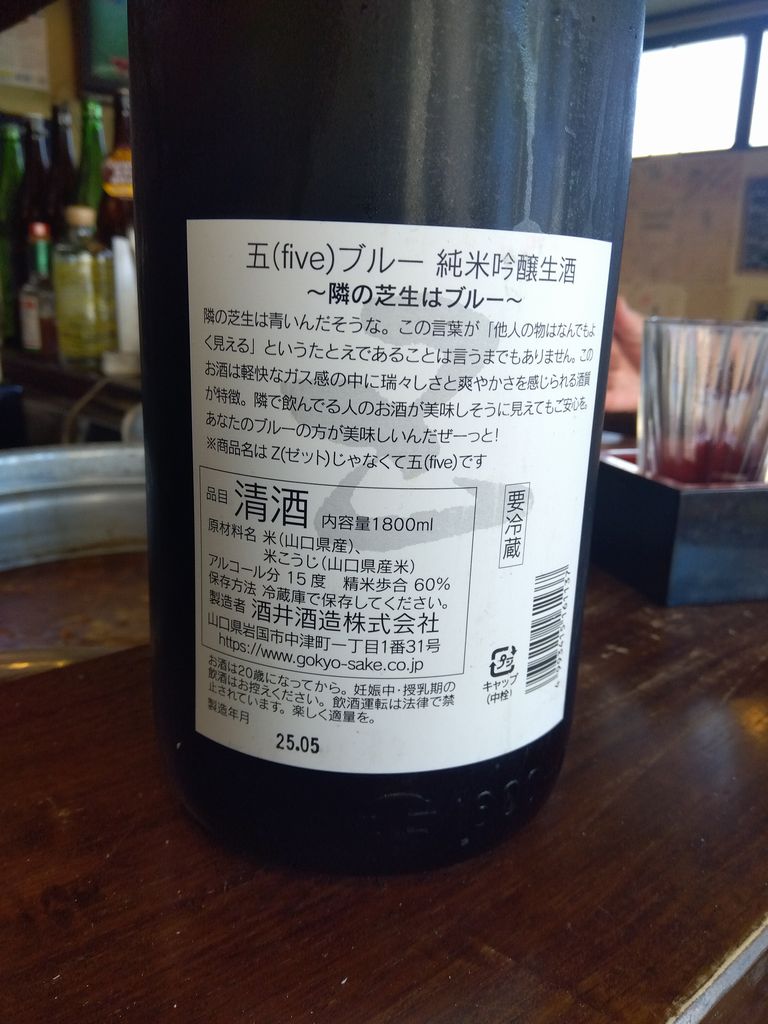 五(five)ブルー 純米吟醸生酒
～隣の芝生はブルー～
隣の芝生は青いんだそうな。この言葉が「他人の物はなんでもよ
く見える」というたとえであることは言うまでもありません。この
お酒は軽快なガス感の中に瑞々しさと爽やかさを感じられる酒質
が特徴。隣で飲んでる人のお酒が美味しそうに見えてもご安心を。
あなたのブルーの方が美味しいんだぜーっと!
※商品名は Z(ゼット)じゃなくて五(five)です
品目 清酒 内容量1800ml
原材料名 米(山口県産)、
米こうじ(山口県産米)
アルコール分 15度 精米歩合 60%
保存方法 冷蔵庫で保存してください。
製造者 酒井酒造株式会社
山口県岩国市中津町一丁目1番31号
https://www.gokyo-sake.co.jp
要冷蔵
お酒は20歳になってから。妊娠中・授乳期の
飲酒はお控えください。飲酒運転は法律で禁
止されています。楽しく適量を。
製造年月
25.05
プラ
キャップ
(中栓)